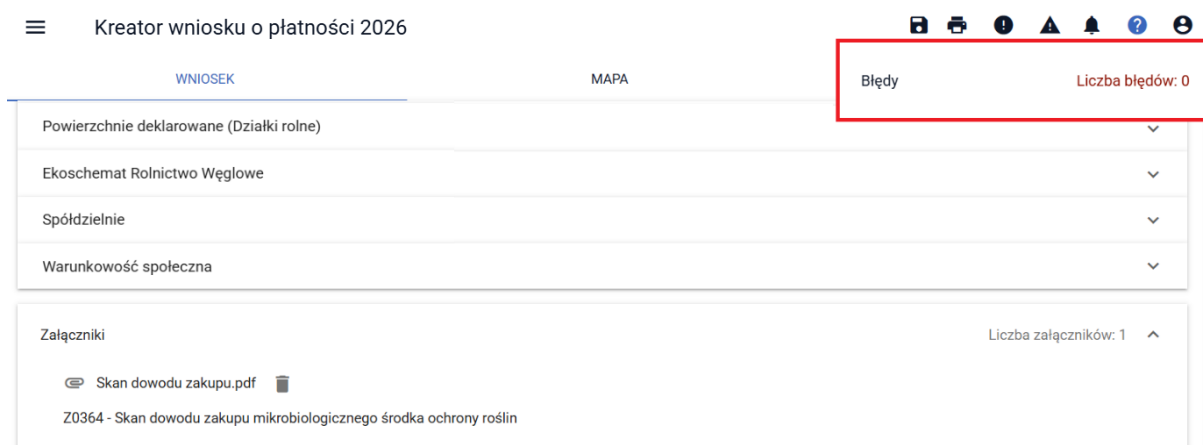 Kreator wniosku o płatności 2026
WNIOSEK
MAPA
Błędy
Liczba błędów: 0
Powierzchnie deklarowane (Działki rolne)
Ekoschemat Rolnictwo Węglowe
Spółdzielnie
Warunkowość społeczna
Załączniki
Liczba załączników: 1
Skan dowodu zakupu.pdf
Z0364 - Skan dowodu zakupu mikrobiologicznego środka ochrony roślin